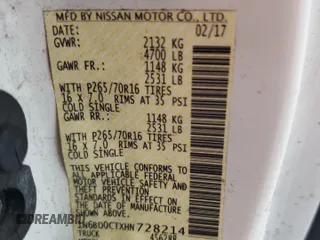 MFD BY NISSAN MOTOR CO., LTD.
DATE: 02/17
GVWR: 2132 KG
4700 LB
GAWR FR: 1148 KG
2531 LB
WITH P265/70R16 TIRES
16 X 7.0 RIMS AT 35 PSI
COLD SINGLE
GAWR RR: 1148 KG
2531 LB
WITH P265/70R16 TIRES
16 X 7.0 RIMS AT 35 PSI
COLD SINGLE
THIS VEHICLE CONFORMS TO ALL
APPLICABLE FEDERAL MOTOR VEHICLE
SAFETY AND THEFT PREVENTION
STANDARDS IN EFFECT ON THE DATE
OF MANUFACTURE SHOWN ABOVE.
1N6BD0CTXHN728214
TRUCK